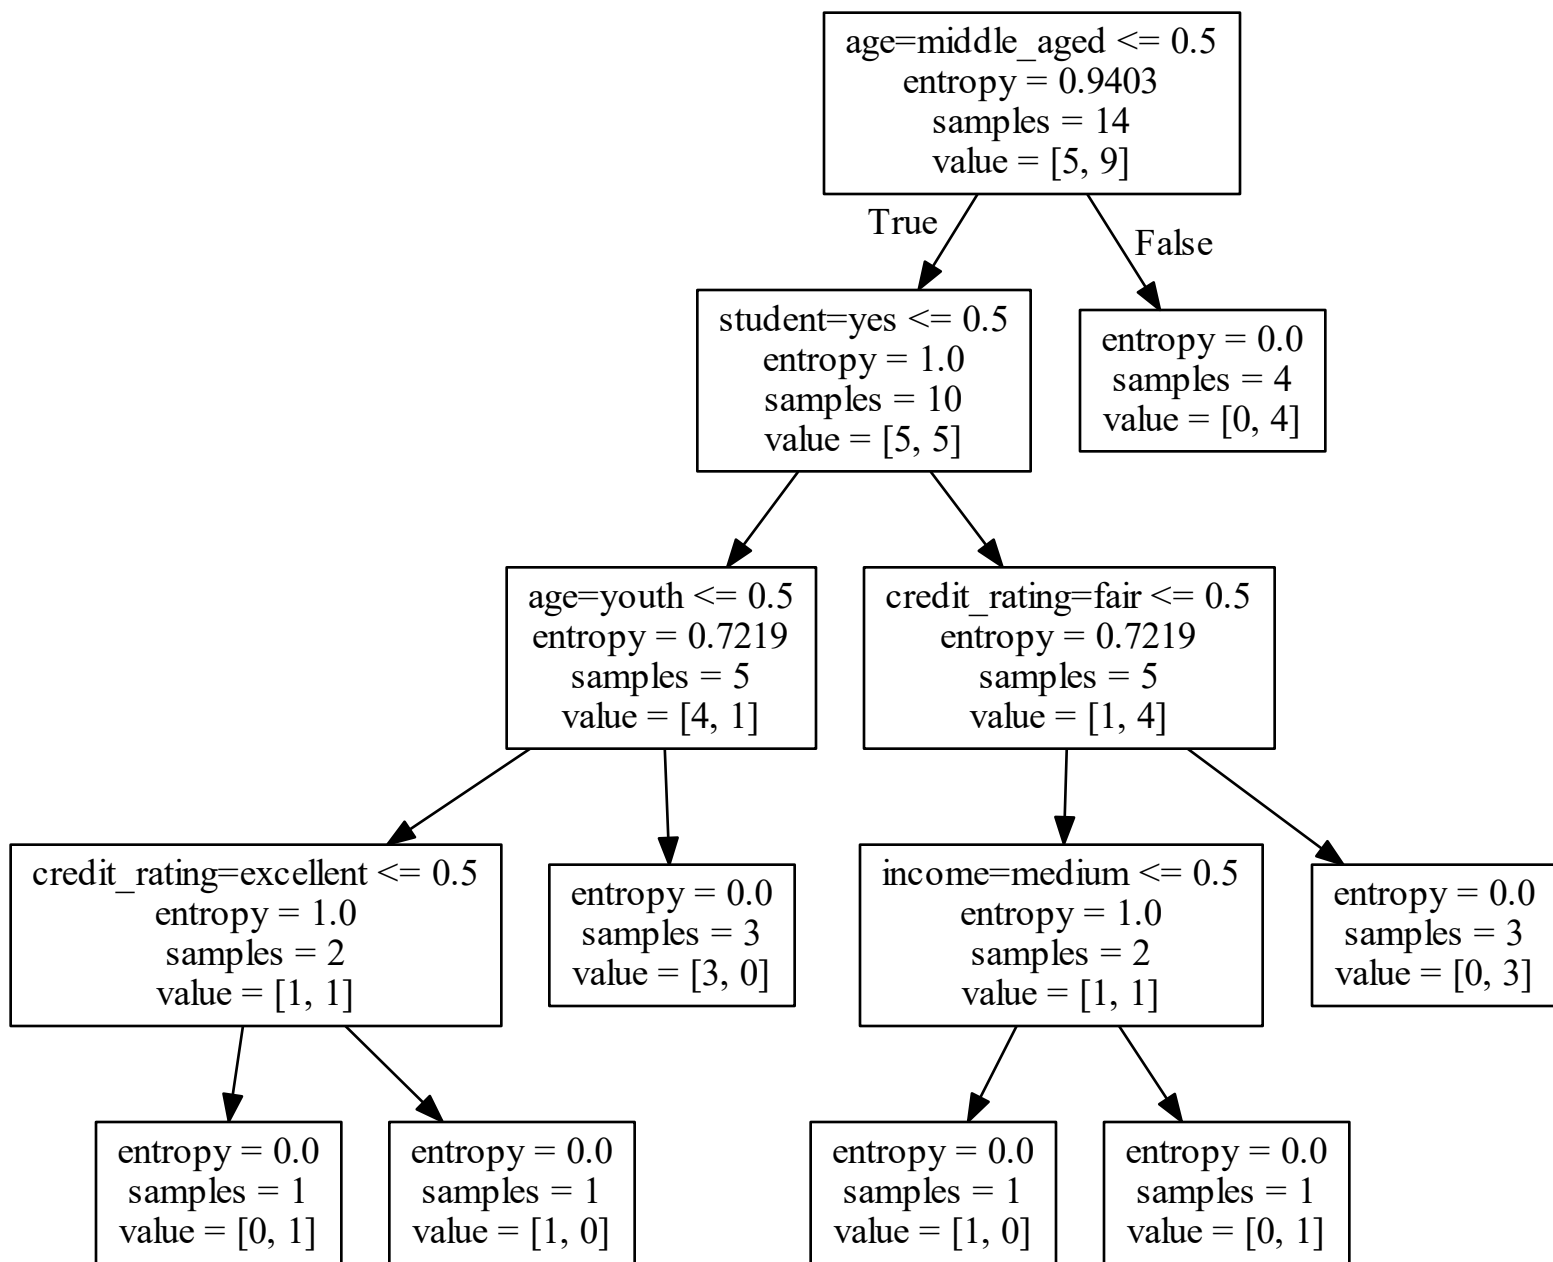 age=middle_aged <= 0.5
entropy = 0.9403
samples = 14
value = [5, 9]
True
False
student=yes <= 0.5
entropy = 1.0
samples = 10
value = [5, 5]
entropy = 0.0
samples = 4
value = [0, 4]
age=youth <= 0.5
entropy = 0.7219
samples = 5
value = [4, 1]
credit_rating=fair <= 0.5
entropy = 0.7219
samples = 5
value = [1, 4]
credit_rating=excellent <= 0.5
entropy = 1.0
samples = 2
value = [1, 1]
entropy = 0.0
samples = 3
value = [3, 0]
income=medium <= 0.5
entropy = 1.0
samples = 2
value = [1, 1]
entropy = 0.0
samples = 3
value = [0, 3]
entropy = 0.0
samples = 1
value = [0, 1]
entropy = 0.0
samples = 1
value = [1, 0]
entropy = 0.0
samples = 1
value = [1, 0]
entropy = 0.0
samples = 1
value = [0, 1]